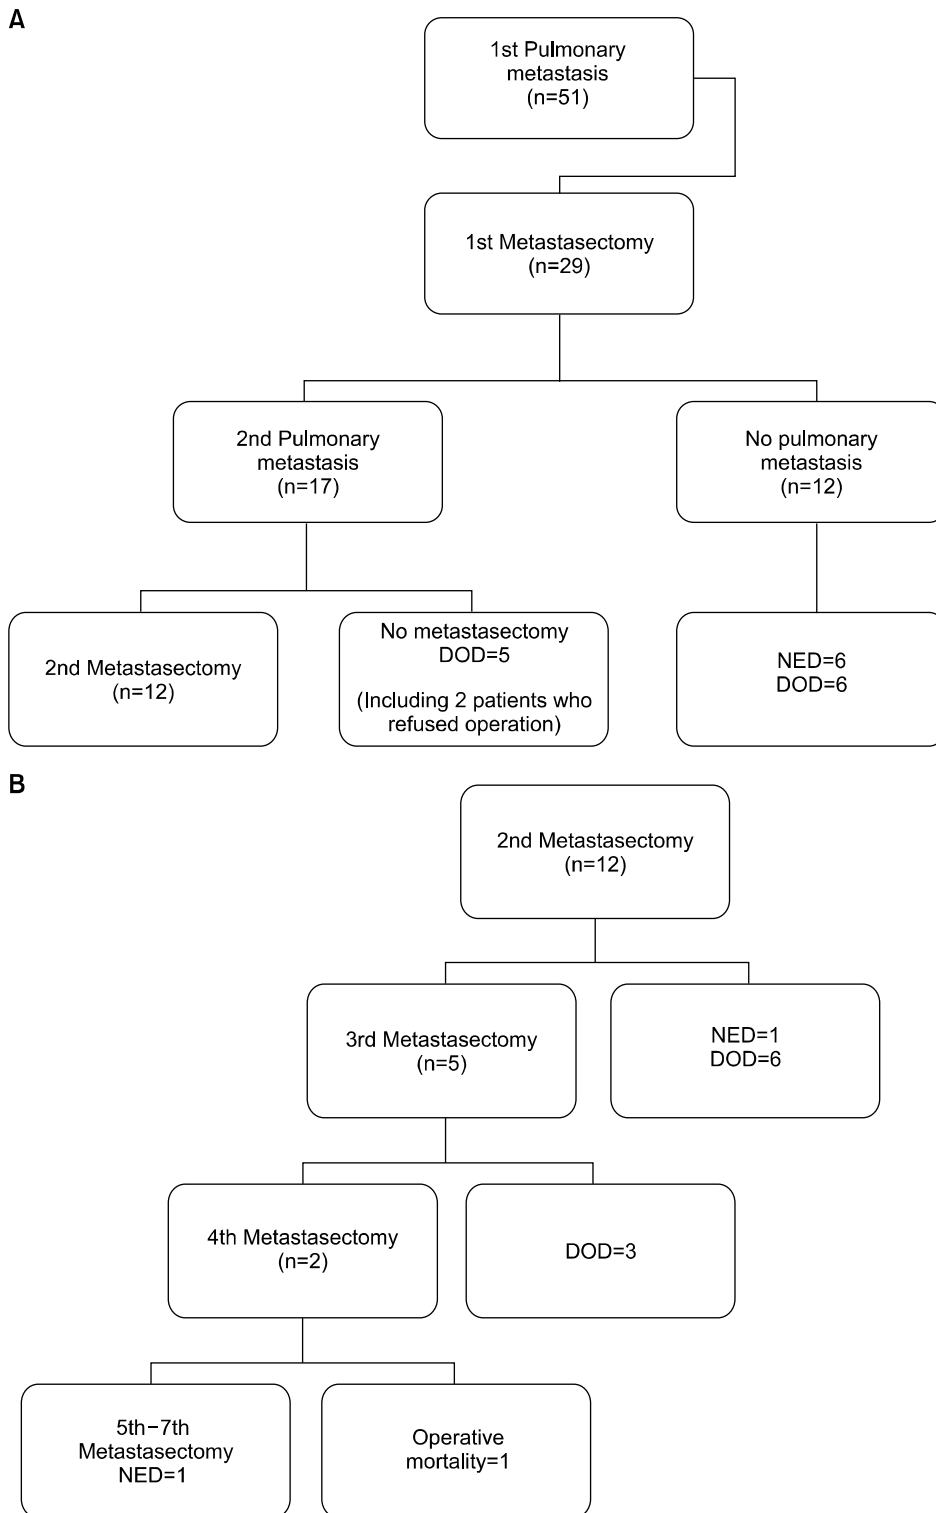 A
1st Pulmonary
metastasis
(n=51)
1st Metastasectomy
(n=29)
2nd Pulmonary
metastasis
(n=17)
No pulmonary
metastasis
(n=12)
2nd Metastasectomy
(n=12)
No metastasectomy
DOD=5
(Including 2 patients who
refused operation)
NED=6
DOD=6
B
2nd Metastasectomy
(n=12)
3rd Metastasectomy
(n=5)
NED=1
DOD=6
4th Metastasectomy
(n=2)
DOD=3
5th−7th
Metastasectomy
NED=1
Operative
mortality=1